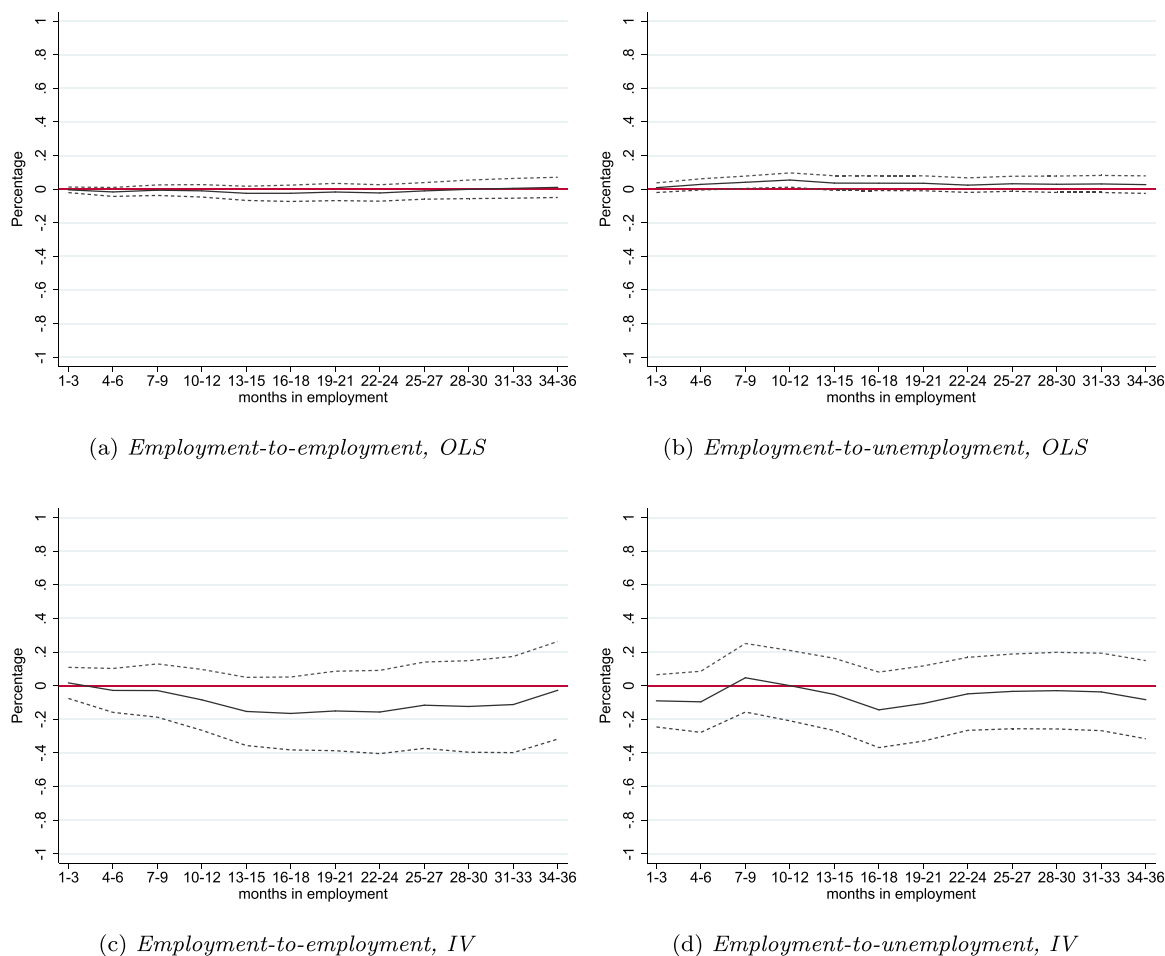 Percentage
1
.8
.6
.4
.2
0
-.2
-.4
-.6
-.8
-1
1-3 4-6 7-9 10-12 13-15 16-18 19-21 22-24 25-27 28-30 31-33 34-36
months in employment
(a) Employment-to-employment, OLS
Percentage
1
.8
.6
.4
.2
0
-.2
-.4
-.6
-.8
-1
1-3 4-6 7-9 10-12 13-15 16-18 19-21 22-24 25-27 28-30 31-33 34-36
months in employment
(b) Employment-to-unemployment, OLS
Percentage
1
.8
.6
.4
.2
0
-.2
-.4
-.6
-.8
-1
1-3 4-6 7-9 10-12 13-15 16-18 19-21 22-24 25-27 28-30 31-33 34-36
months in employment
(c) Employment-to-employment, IV
Percentage
1
.8
.6
.4
.2
0
-.2
-.4
-.6
-.8
-1
1-3 4-6 7-9 10-12 13-15 16-18 19-21 22-24 25-27 28-30 31-33 34-36
months in employment
(d) Employment-to-unemployment, IV